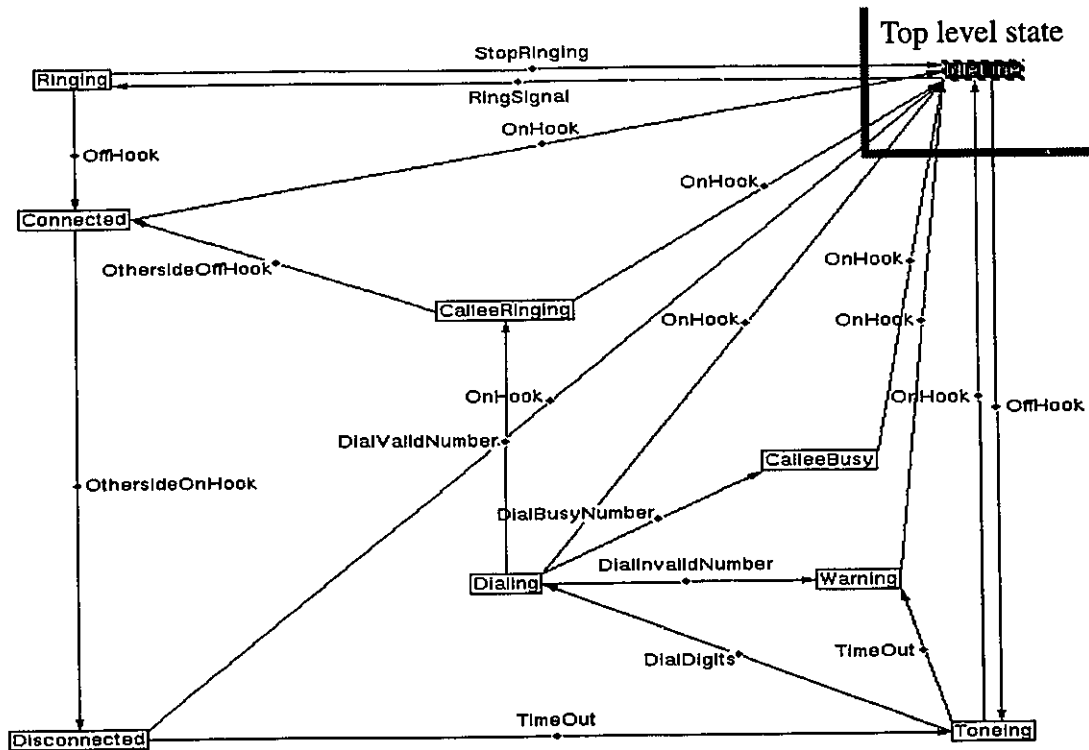 Top level state
StopRinging
Ringing
RingSignal
OnHook
OffHook
OnHook
Connected
OthersideOffHook
OnHook
CalleeRinging
OnHook
OnHook
OnHook
OnHook
OffHook
DialValidNumber
CalleeBusy
OthersideOnHook
DialBusyNumber
DialInvalidNumber
Dialing
Warning
DialDigits
TimeOut
TimeOut
Disconnected
Toneing